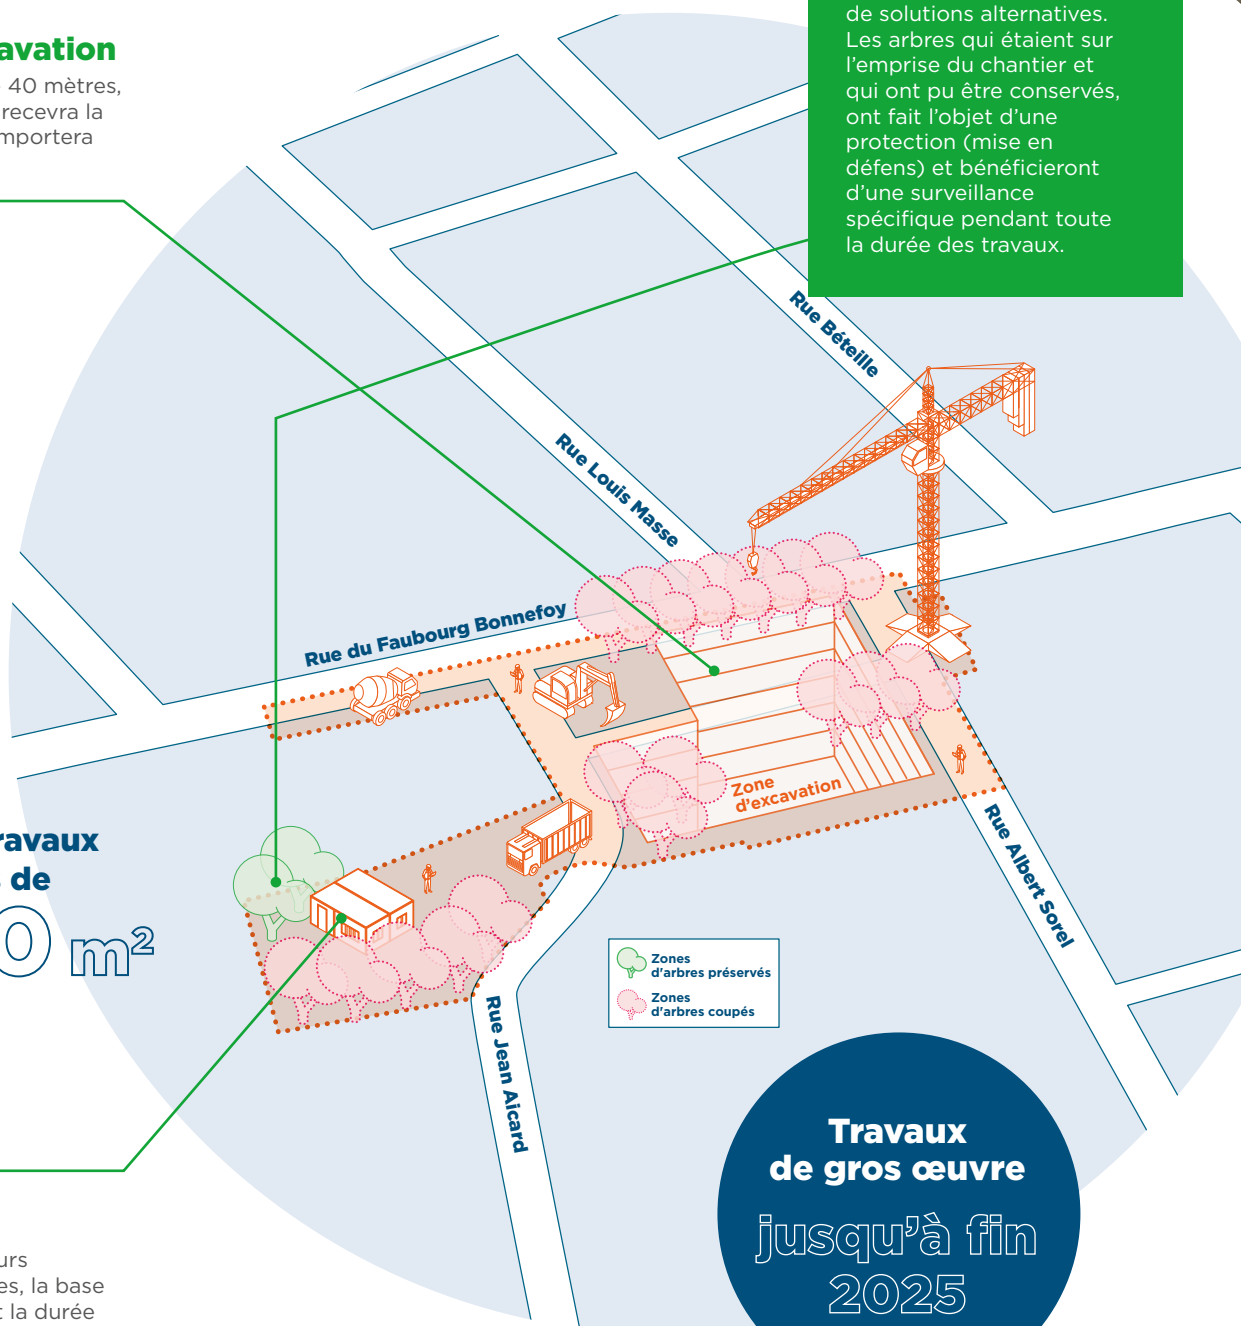 de solutions alternatives.
Les arbres qui étaient sur
l'emprise du chantier et
qui ont pu être conservés,
ont fait l'objet d'une
protection (mise en
défens) et bénéficieront
d'une surveillance
spécifique pendant toute
la durée des travaux.
avation
40 mètres,
recevra la
mportera
Rue Béteille
Rue Louis Masse
Rue du Faubourg Bonnefoy
Zone
d'excavation
Rue Albert Sorel
Rue Jean Aicard
ravaux
de
0 m²
Zones
d'arbres préservés
Zones
d'arbres coupés
Travaux
de gros œuvre
jusqu'à fin
2025
urs
es, la base
t la durée